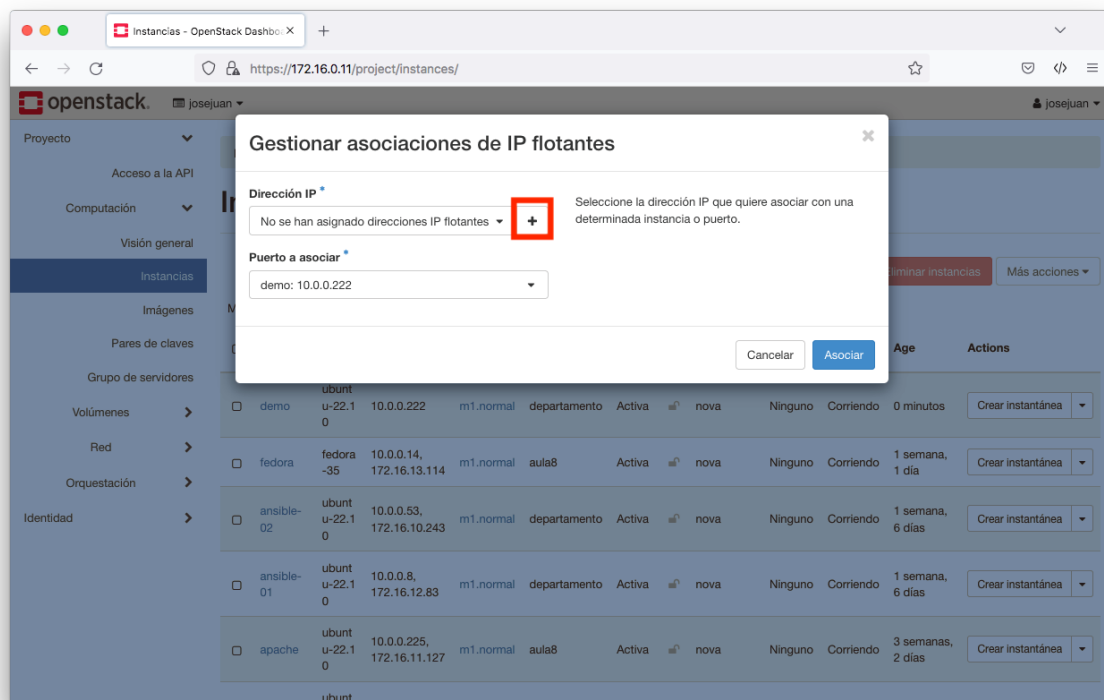 Instancias - OpenStack Dashbo
https://172.16.0.11/project/instances/
openstack.
josejuan
josejuan
Proyecto
Acceso a la API
Computación
Visión general
Instancias
Imágenes
Pares de claves
Grupo de servidores
Volúmenes
Red
Orquestación
Identidad
Gestionar asociaciones de IP flotantes
Dirección IP *
No se han asignado direcciones IP flotantes
Seleccione la dirección IP que quiere asociar con una
determinada instancia o puerto.
Puerto a asociar *
demo: 10.0.0.222
Cancelar
Asociar
Eliminar instancias
Más acciones
Age
Actions
demo
ubunt
u-22.1
0
10.0.0.222
m1.normal
departamento
Activa
nova
Ninguno
Corriendo
0 minutos
Crear instantánea
fedora
fedora
-35
10.0.0.14,
172.16.13.114
m1.normal
aula8
Activa
nova
Ninguno
Corriendo
1 semana,
1 día
Crear instantánea
ansible-
02
ubunt
u-22.1
0
10.0.0.53,
172.16.10.243
m1.normal
departamento
Activa
nova
Ninguno
Corriendo
1 semana,
6 días
Crear instantánea
ansible-
01
ubunt
u-22.1
0
10.0.0.8,
172.16.12.83
m1.normal
departamento
Activa
nova
Ninguno
Corriendo
1 semana,
6 días
Crear instantánea
apache
ubunt
u-22.1
0
10.0.0.225,
172.16.11.127
m1.normal
aula8
Activa
nova
Ninguno
Corriendo
3 semanas,
2 días
Crear instantánea
ubunt